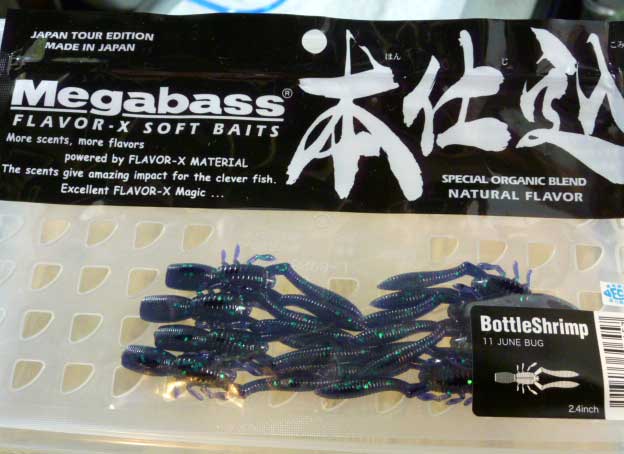 JAPAN TOUR EDITION
MADE IN JAPAN
Megabass®
FLAVOR-X SOFT BAITS
More scents, more flavors
powered by FLAVOR-X MATERIAL
The scents give amazing impact for the clever fish.
Excellent FLAVOR-X Magic ...
ほん じ こみ
本仕込
SPECIAL ORGANIC BLEND
NATURAL FLAVOR
BottleShrimp
11 JUNE BUG
2.4inch